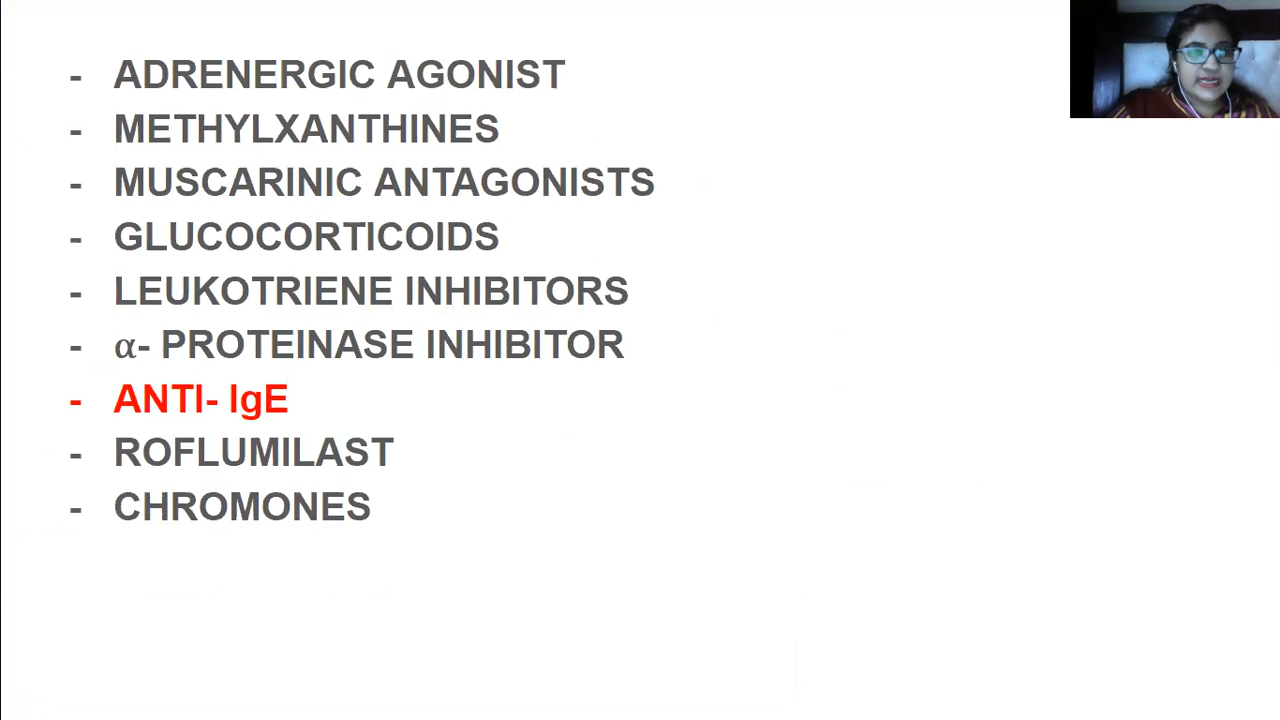 - ADRENERGIC AGONIST
- METHYLXANTHINES
- MUSCARINIC ANTAGONISTS
- GLUCOCORTICOIDS
- LEUKOTRIENE INHIBITORS
- α- PROTEINASE INHIBITOR
- ANTI- IgE
- ROFLUMILAST
- CHROMONES